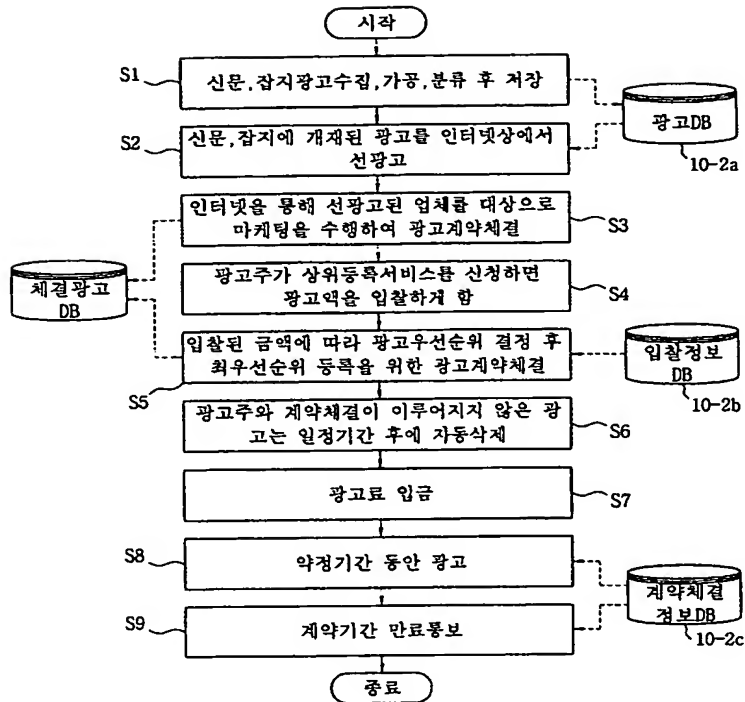 시작
S1
신문,잡지광고수집,가공,분류 후 저장
광고DB
10-2a
S2
신문,잡지에 개재된 광고를 인터넷상에서
선광고
인터넷을 통해 선광고된 업체를 대상으로
마케팅을 수행하여 광고계약체결
S3
체결광고
DB
광고주가 상위등록서비스를 신청하면
광고액을 입찰하게 함
S4
입찰된 금액에 따라 광고우선순위 결정 후
최우선순위 등록을 위한 광고계약체결
S5
입찰정보
DB
10-2b
광고주와 계약체결이 이루어지지 않은 광
고는 일정기간 후에 자동삭제
S6
광고료 입금
S7
S8
약정기간 동안 광고
계약체결
정보DB
10-2c
S9
계약기간 만료통보
종료